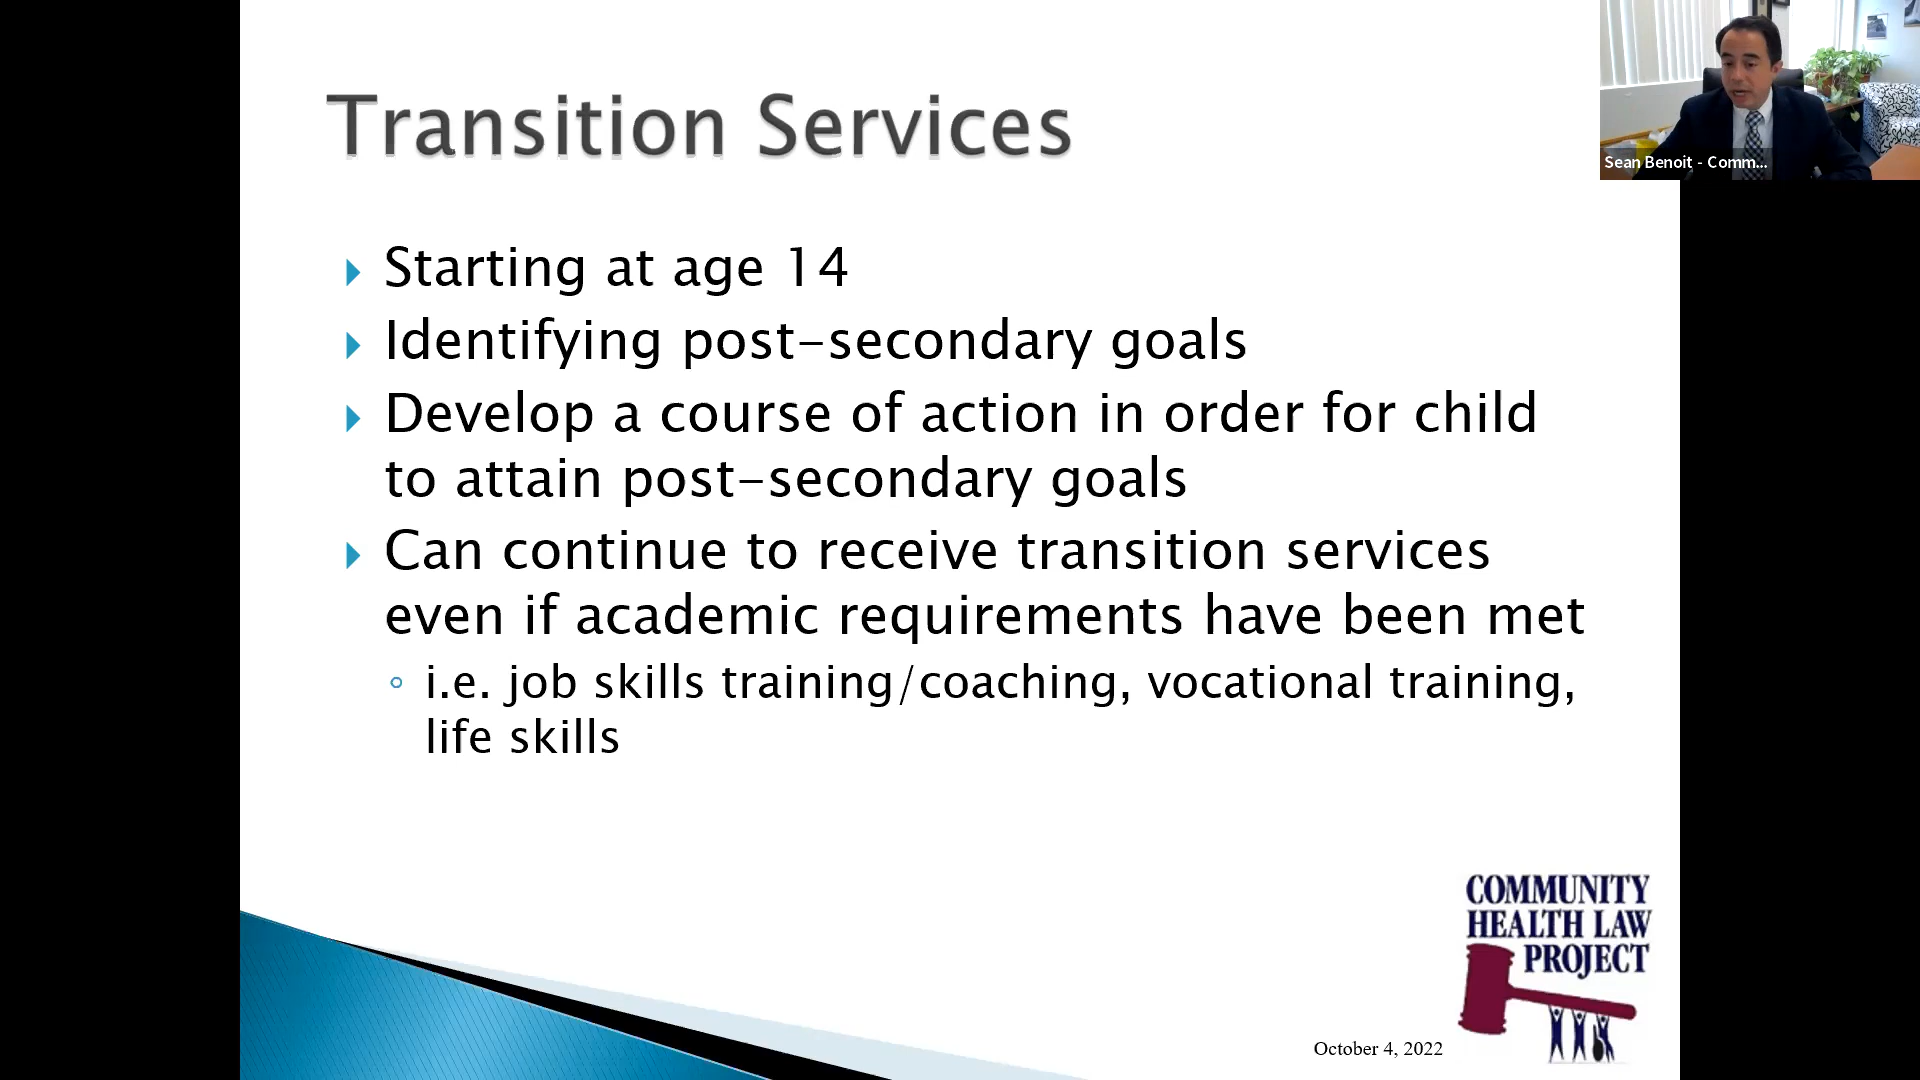 Transition Services
Sean Benoit - Comm...
Starting at age 14
Identifying post-secondary goals
Develop a course of action in order for child
to attain post-secondary goals
Can continue to receive transition services
even if academic requirements have been met
i.e. job skills training/coaching, vocational training,
life skills
COMMUNITY
HEALTH LAW
PROJECT
October 4, 2022